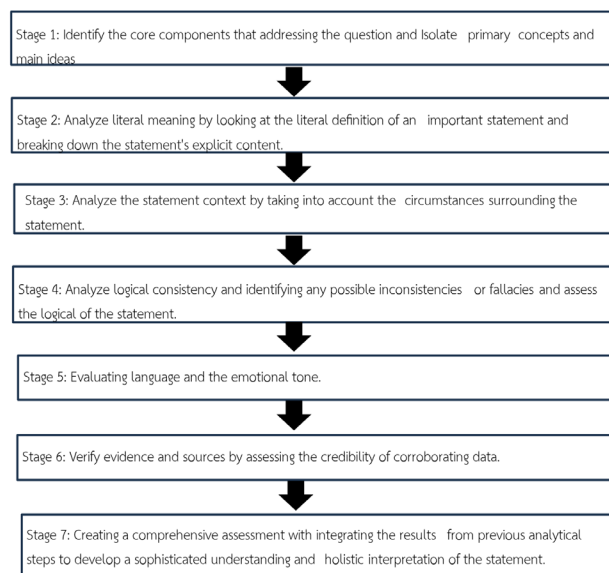 Stage 1: Identify the core components that addressing the question and Isolate primary concepts and
main ideas
Stage 2: Analyze literal meaning by looking at the literal definition of an important statement and
breaking down the statement's explicit content.
Stage 3: Analyze the statement context by taking into account the circumstances surrounding the
statement.
Stage 4: Analyze logical consistency and identifying any possible inconsistencies or fallacies and assess
the logical of the statement.
Stage 5: Evaluating language and the emotional tone.
Stage 6: Verify evidence and sources by assessing the credibility of corroborating data.
Stage 7: Creating a comprehensive assessment with integrating the results from previous analytical
steps to develop a sophisticated understanding and holistic interpretation of the statement.